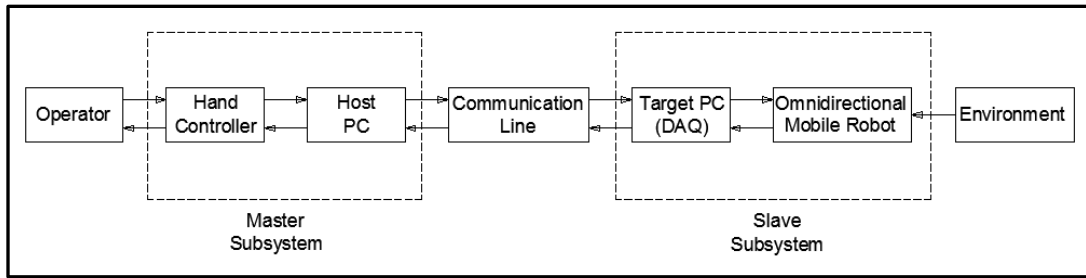 Operator
Hand
Controller
Host
PC
Communication
Line
Target PC
(DAQ)
Omnidirectional
Mobile Robot
Environment
Master
Subsystem
Slave
Subsystem